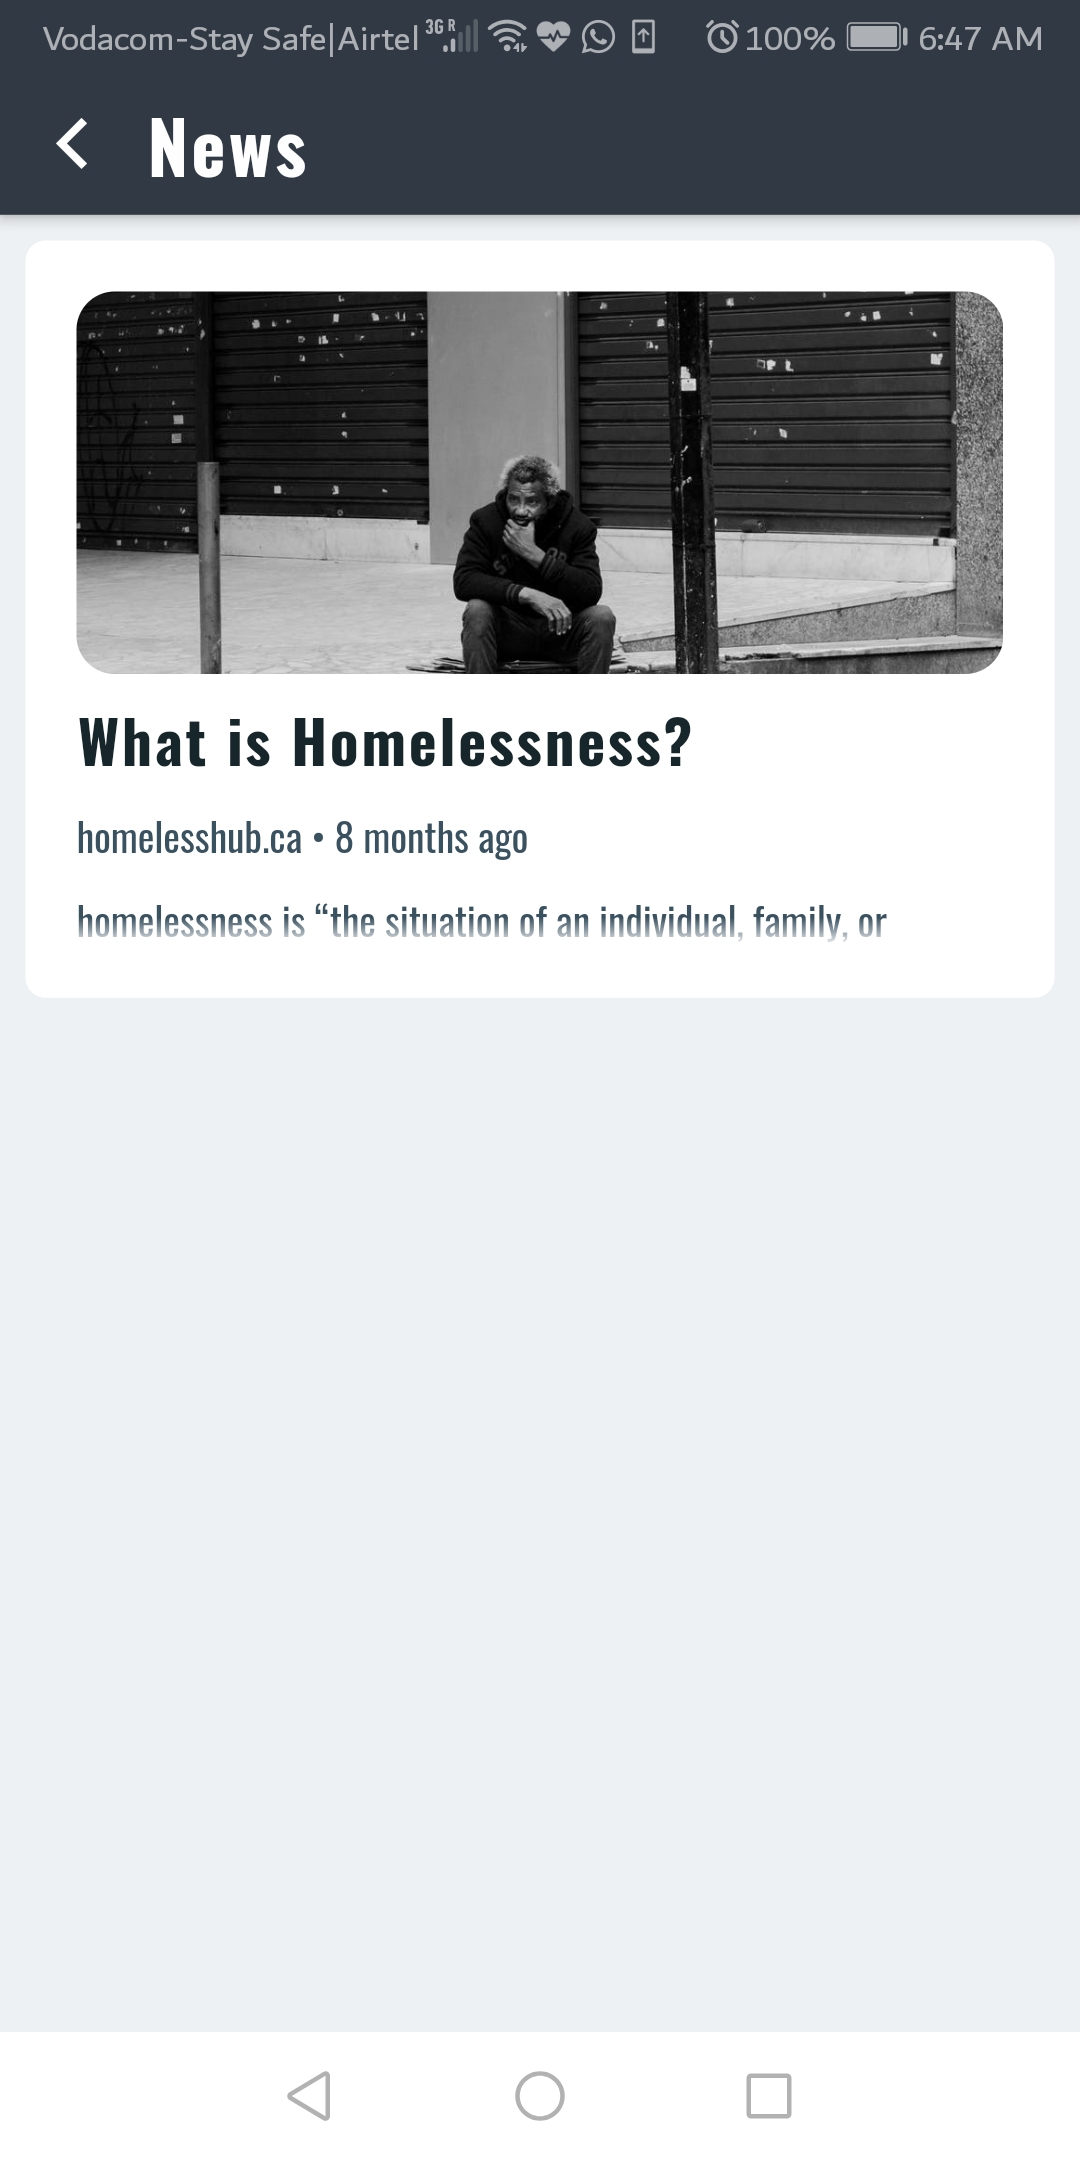 Vodacom-Stay Safe|Airtel 3G R 100% 6:47 AM
News
What is Homelessness?
homelesshub.ca • 8 months ago
homelessness is “the situation of an individual, family, or